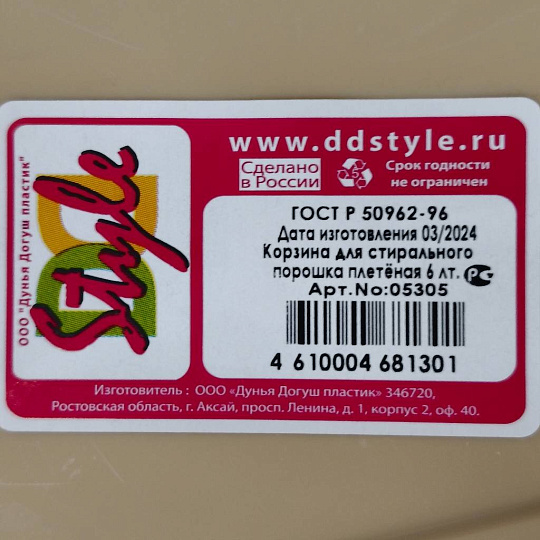 ООО "Дунья Догуш пластик"
Style
www.ddstyle.ru
Сделано
в России
5
Срок годности
не ограничен
ГОСТ Р 50962-96
Дата изготовления 03/2024
Корзина для стирального
порошка плетёная 6 лт. РС
Арт.No:05305
4 610004 681301
Изготовитель : ООО «Дунья Догуш пластик» 346720,
Ростовская область, г. Аксай, просп. Ленина, д. 1, корпус 2, оф. 40.